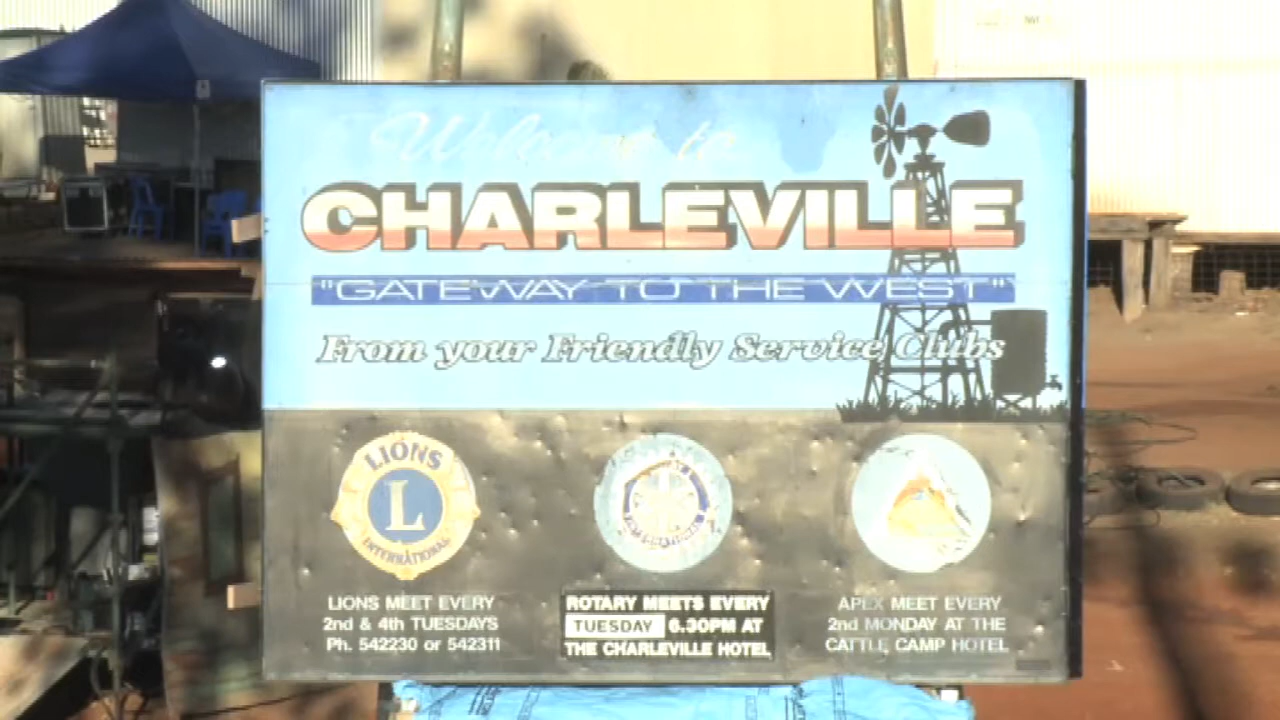 Welcome to
CHARLEVILLE
"GATEWAY TO THE WEST"
From your Friendly Service Clubs
LIONS
L
INTERNATIONAL
LIONS MEET EVERY
2nd & 4th TUESDAYS
Ph. 542230 or 542311
ROTARY MEETS EVERY
TUESDAY 6.30PM AT
THE CHARLEVILLE HOTEL
APEX MEET EVERY
2nd MONDAY AT THE
CATTLE CAMP HOTEL